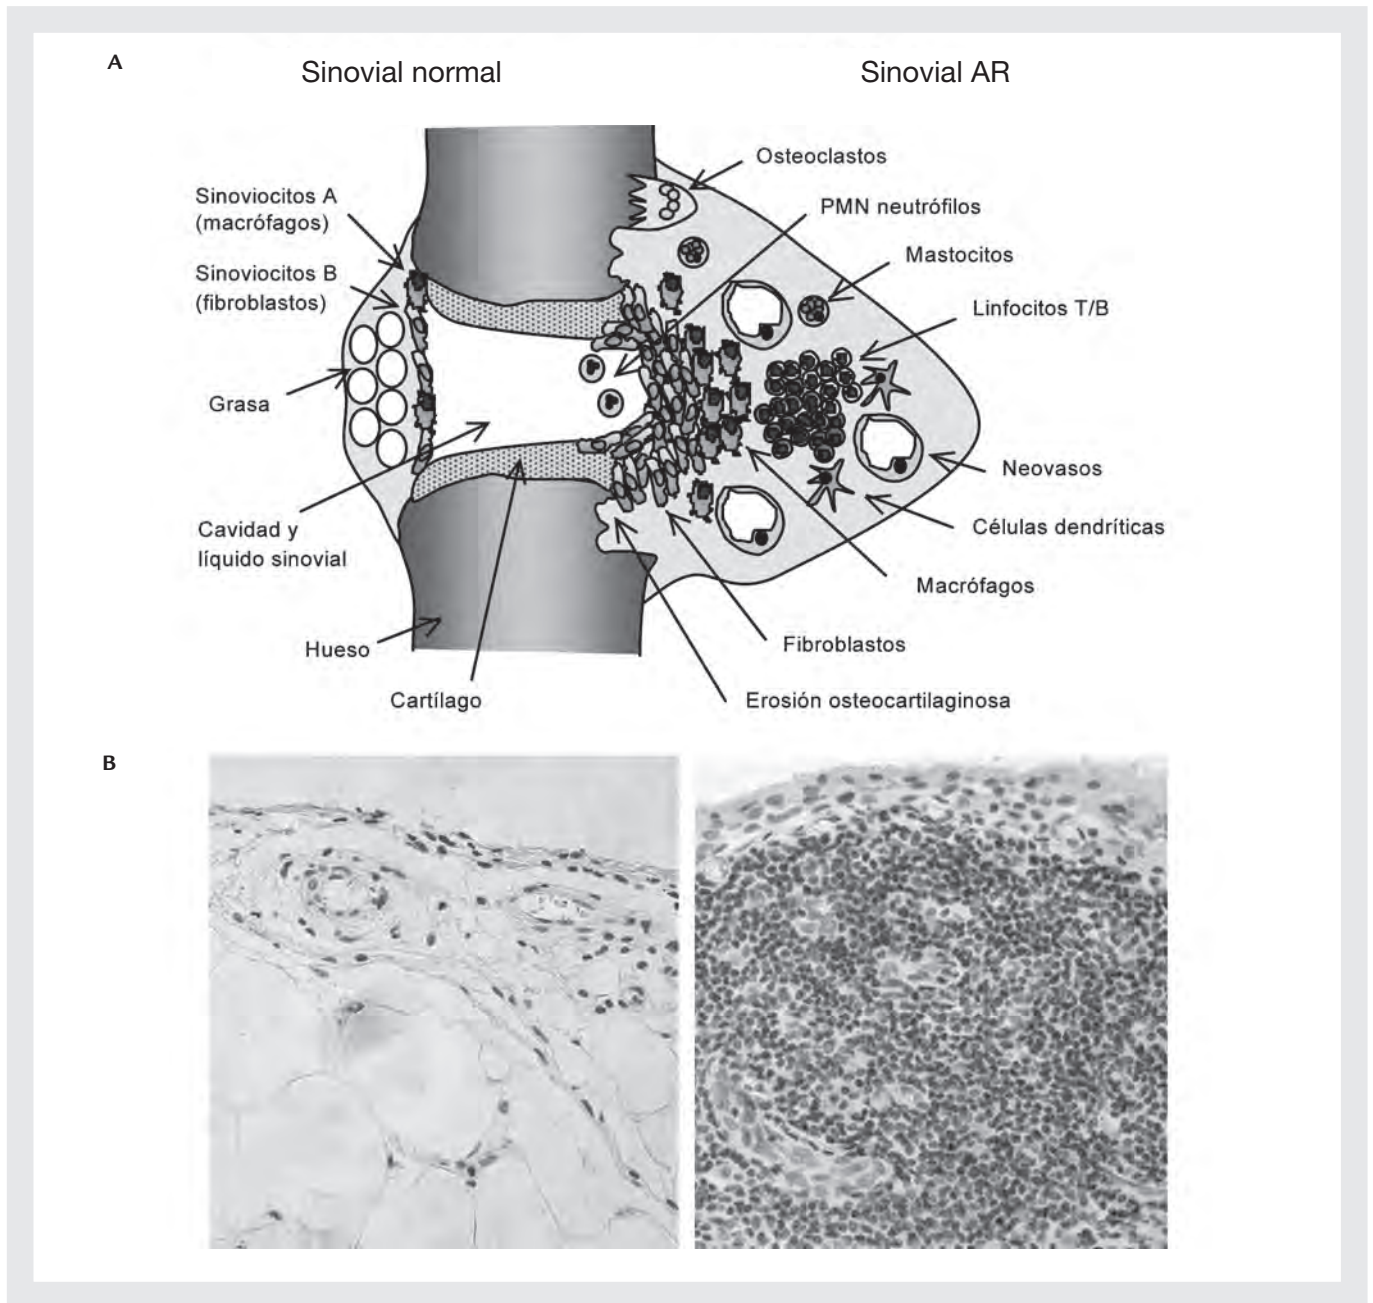 A
Sinovial normal
Sinovial AR
Sinoviocitos A
(macrófagos)
Sinoviocitos B
(fibroblastos)
Grasa
Cavidad y
líquido sinovial
Hueso
Cartílago
Osteoclastos
PMN neutrófilos
Mastocitos
Linfocitos T/B
Neovasos
Células dendríticas
Macrófagos
Fibroblastos
Erosión osteocartilaginosa
B